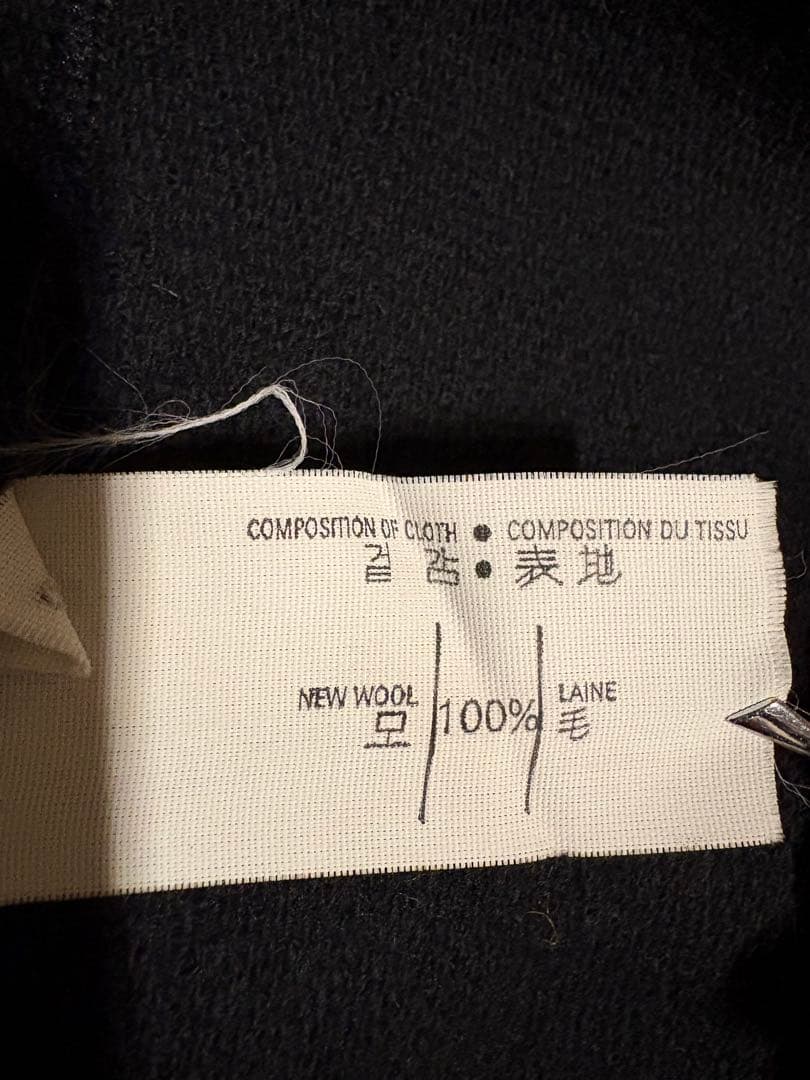 COMPOSITION OF CLOTH ● COMPOSITION DU TISSU
겉 감 ● 表 地
NEW WOOL 100% LAINE
모 毛